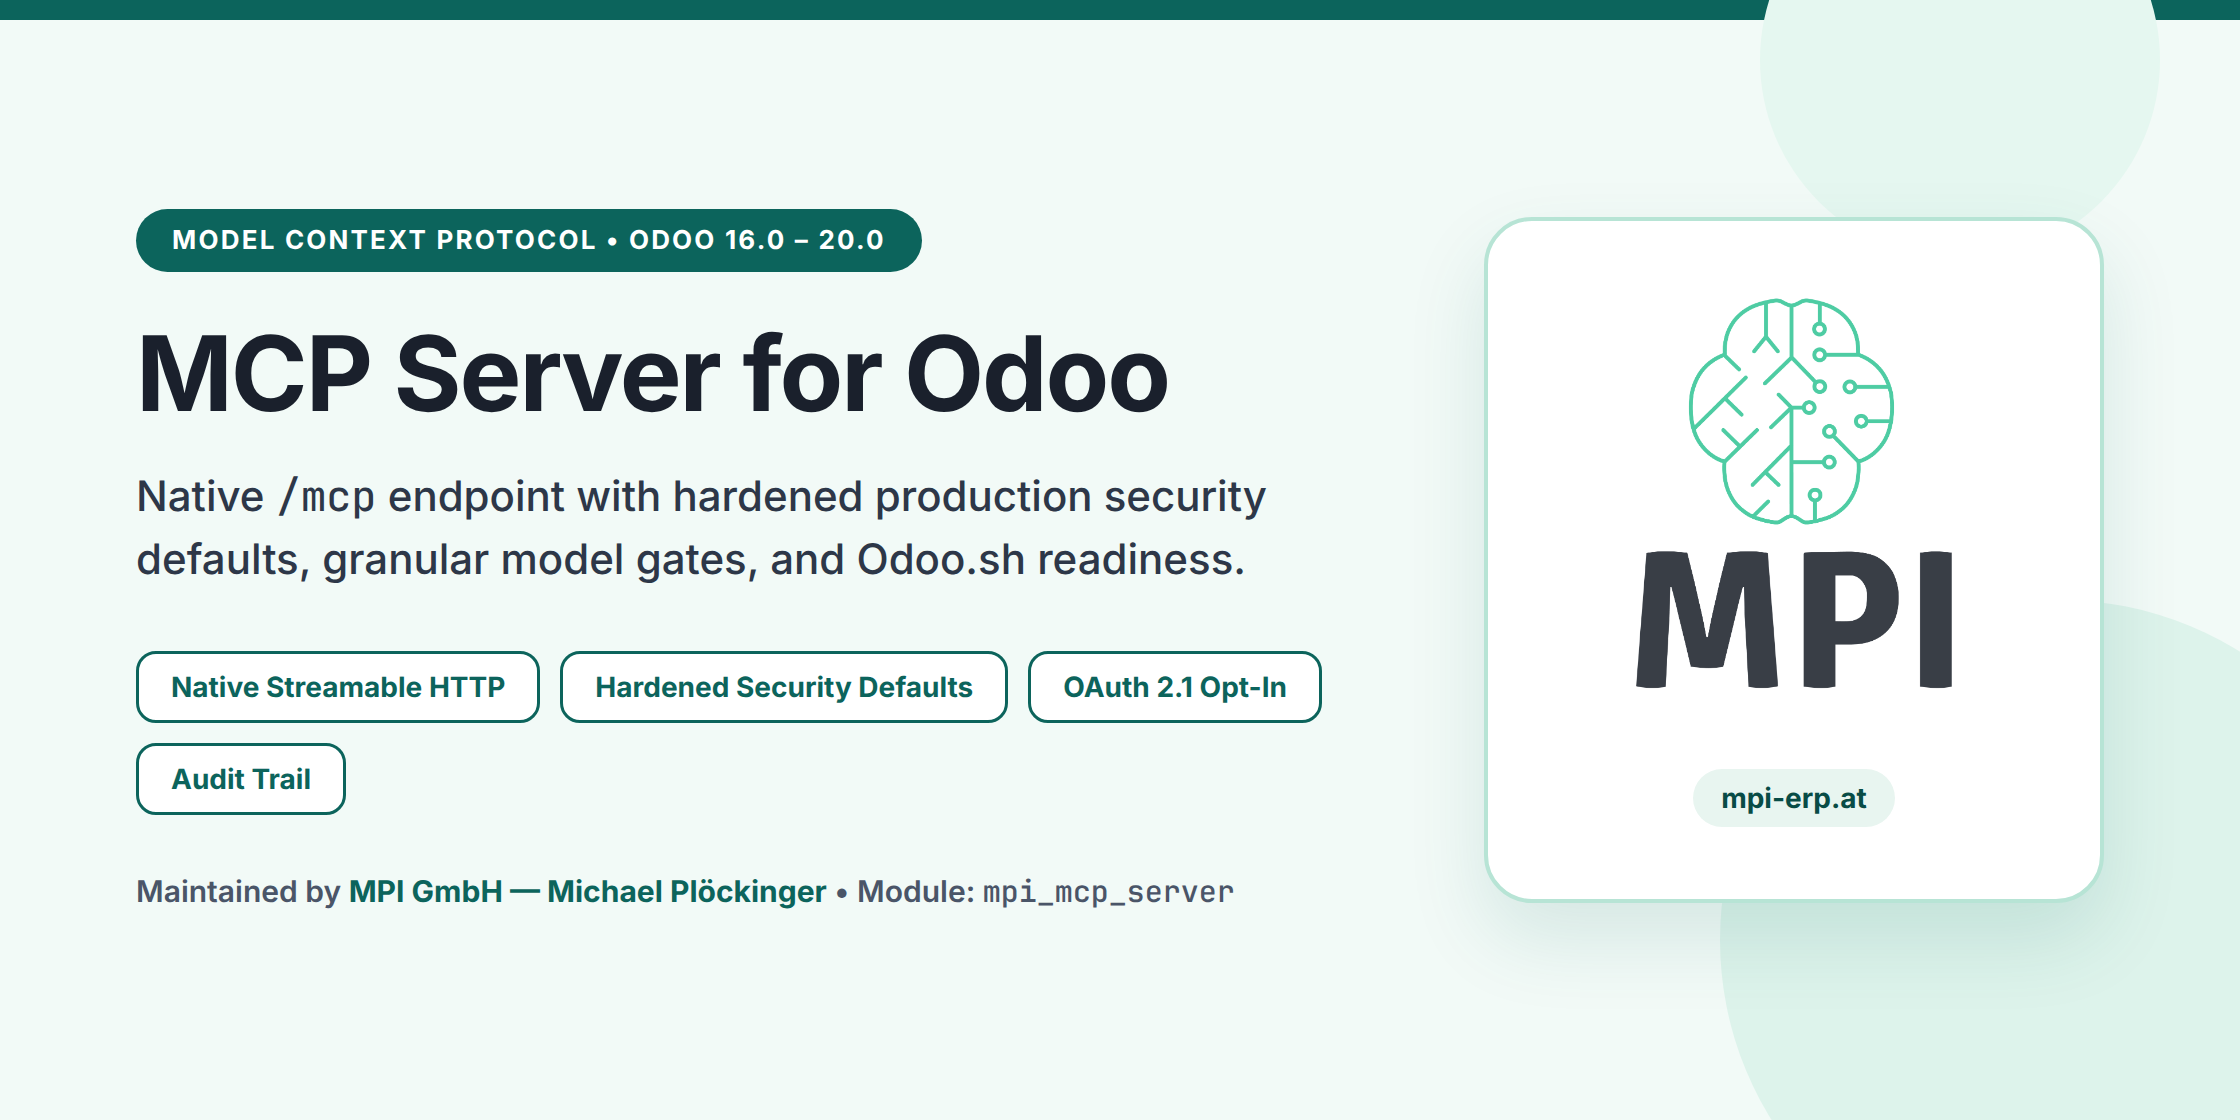 MODEL CONTEXT PROTOCOL • ODOO 16.0 – 20.0
MCP Server for Odoo
Native /mcp endpoint with hardened production security
defaults, granular model gates, and Odoo.sh readiness.
Native Streamable HTTP
Hardened Security Defaults
OAuth 2.1 Opt-In
Audit Trail
Maintained by MPI GmbH — Michael Plöckinger • Module: mpi_mcp_server
MPI
mpi-erp.at